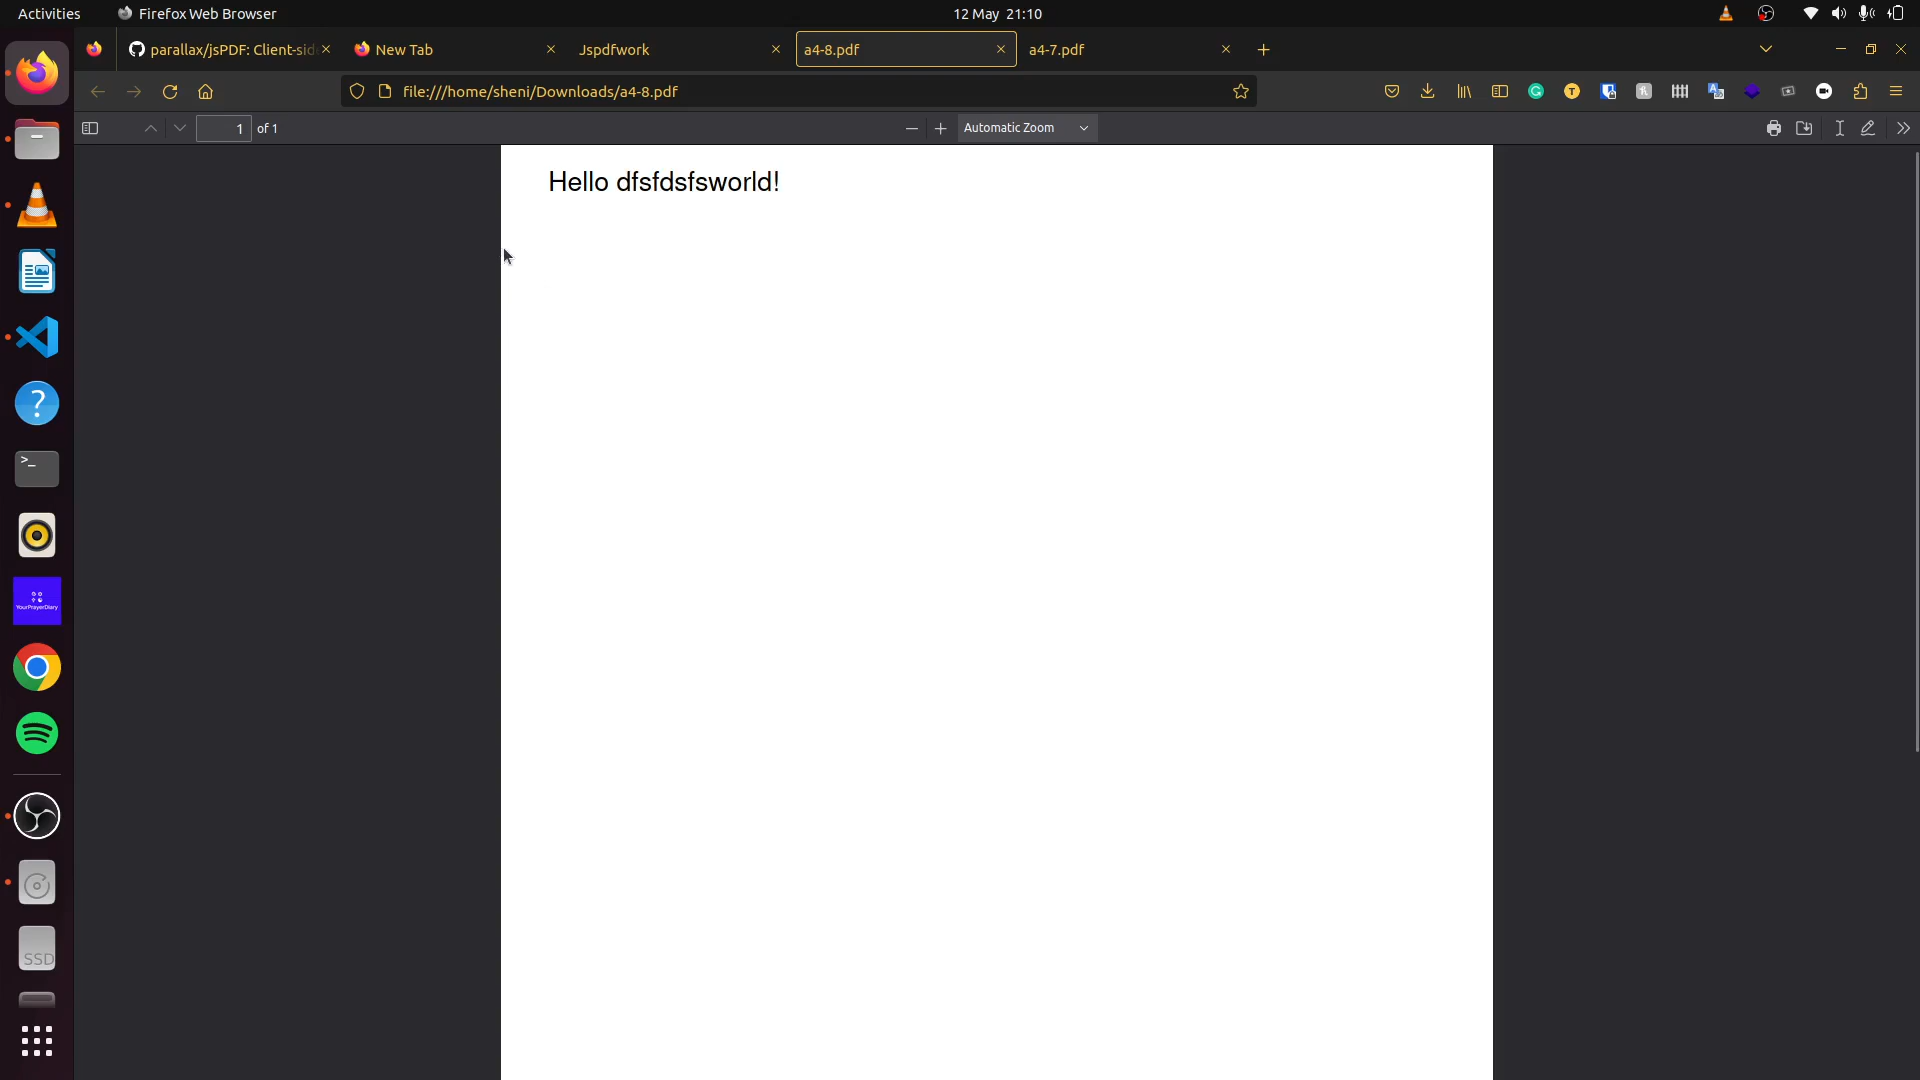 Activities
Firefox Web Browser
12 May 21:10
parallax/jsPDF: Client-sid
New Tab
Jspdfwork
a4-8.pdf
a4-7.pdf
file:///home/sheni/Downloads/a4-8.pdf
1 of 1
Automatic Zoom
Hello dfsfdsfsworld!
YourPrayerDiary
SSD